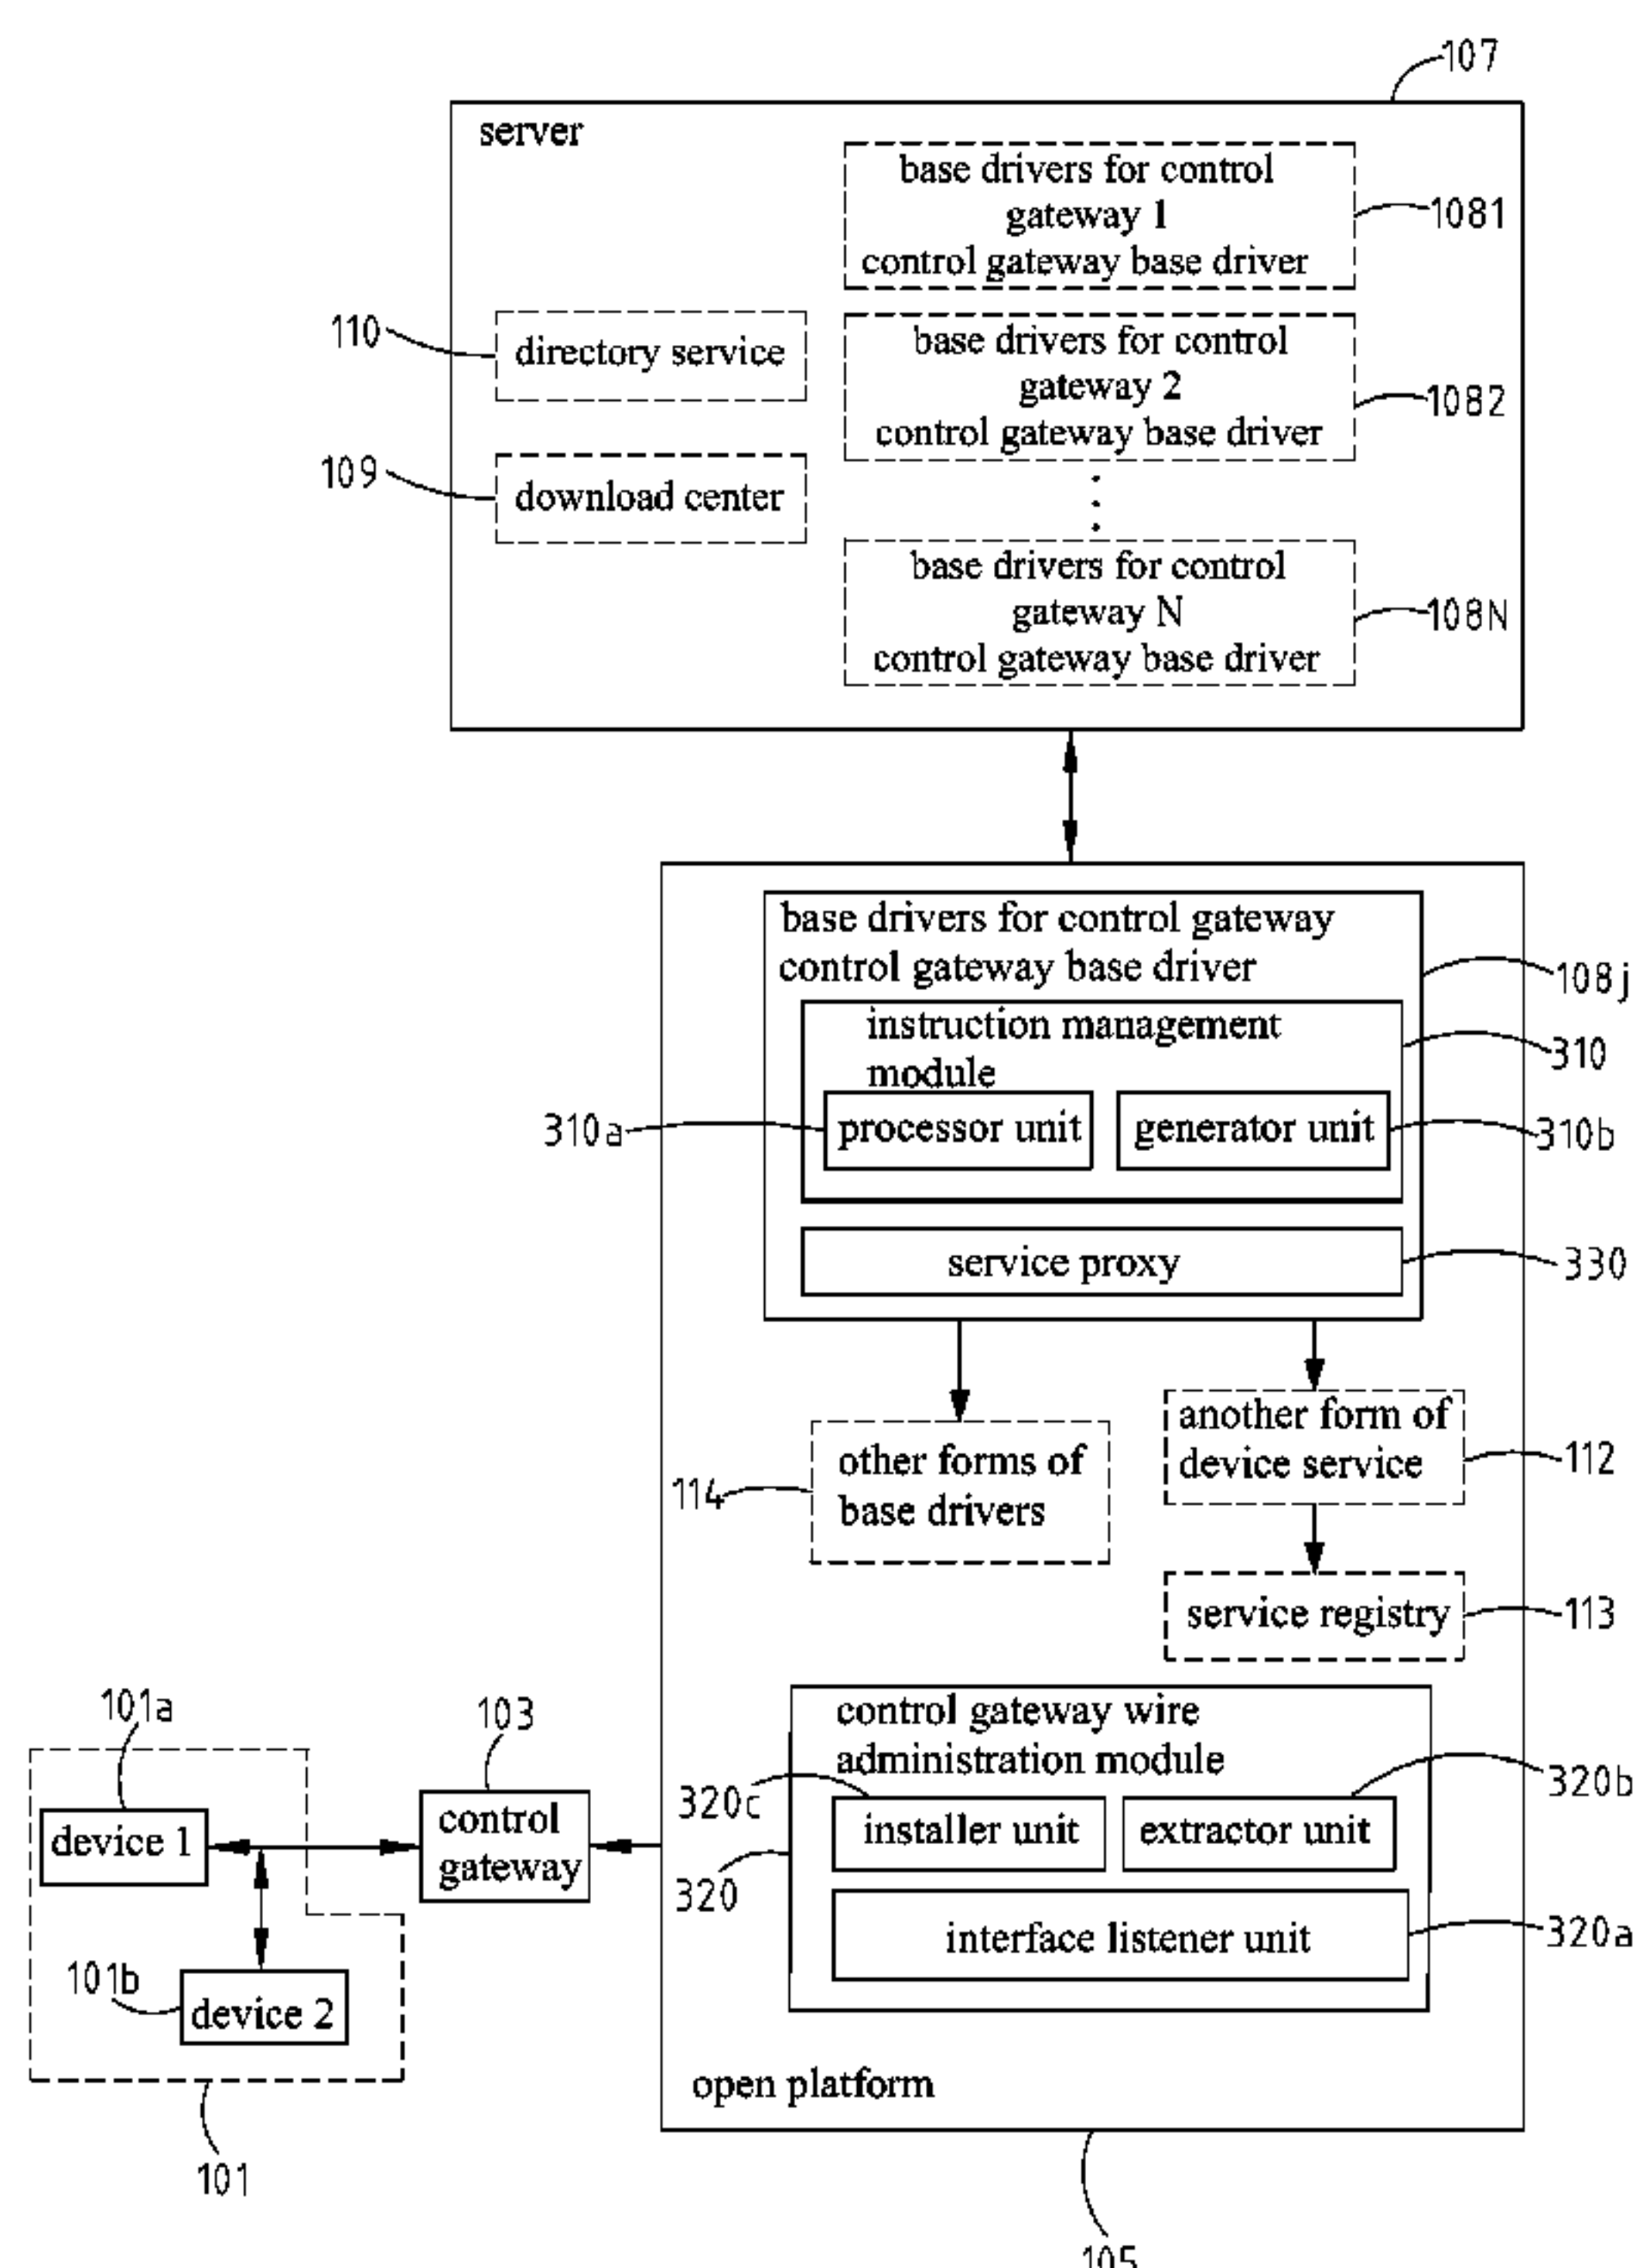 107
server
base drivers for control
gateway 1
control gateway base driver
1081
110
directory service
base drivers for control
gateway 2
control gateway base driver
1082
109
download center
base drivers for control
gateway N
control gateway base driver
108N
base drivers for control gateway
control gateway base driver
108j
instruction management
module
310
310a
processor unit
generator unit
310b
service proxy
330
another form of
device service
112
other forms of
base drivers
114
service registry
113
101a
103
control gateway wire
administration module
320c
320b
device 1
control
gateway
installer unit
extractor unit
320
interface listener unit
320a
101b
device 2
open platform
101
105